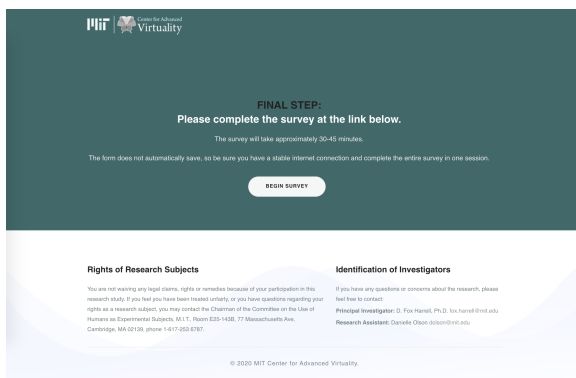 MIT
Center for Advanced
Virtuality
FINAL STEP:
Please complete the survey at the link below.
The survey will take approximately 30-45 minutes.
The form does not automatically save, so be sure you have a stable internet connection and complete the entire survey in one session.
BEGIN SURVEY
Rights of Research Subjects
You are not waiving any legal claims, rights or remedies because of your participation in this
research study. If you feel you have been treated unfairly, or you have questions regarding your
rights as a research subject, you may contact the Chairman of the Committee on the Use of
Humans as Experimental Subjects, M.I.T., Room E25-143B, 77 Massachusetts Ave,
Cambridge, MA 02139, phone 1-617-253 6787.
Identification of Investigators
If you have any questions or concerns about the research, please
feel free to contact:
Principal Investigator: D. Fox Harrell, Ph.D. fox.harrell@mit.edu
Research Assistant: Danielle Olson dolson@mit-edu
© 2020 MIT Center for Advanced Virtuality.